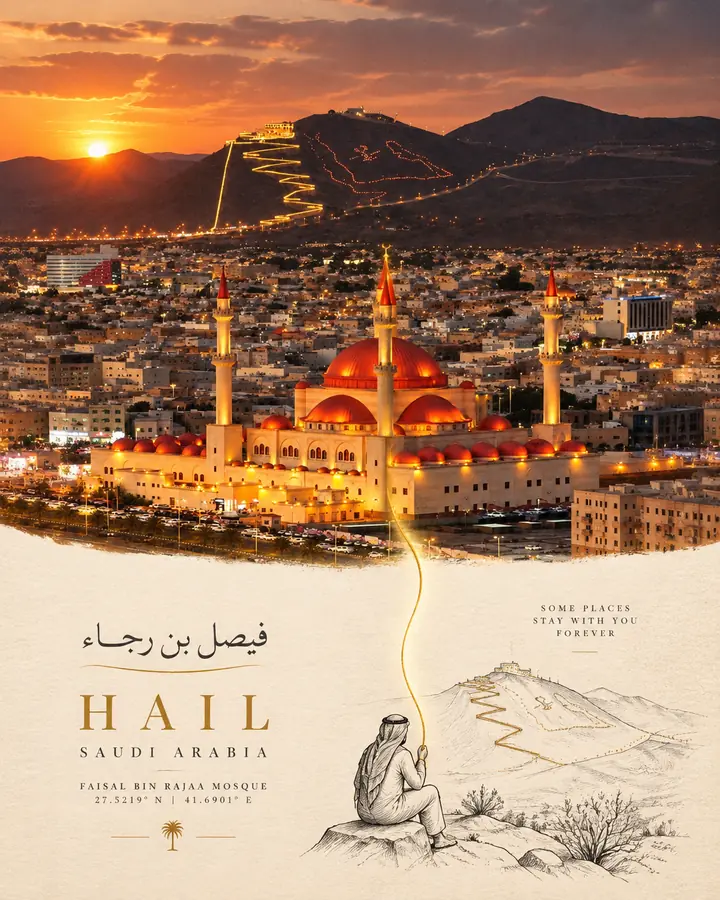 فيصل بن رجاء
HAIL
SAUDI ARABIA
FAISAL BIN RAJAA MOSQUE
27.5219° N | 41.6901° E
SOME PLACES
STAY WITH YOU
FOREVER